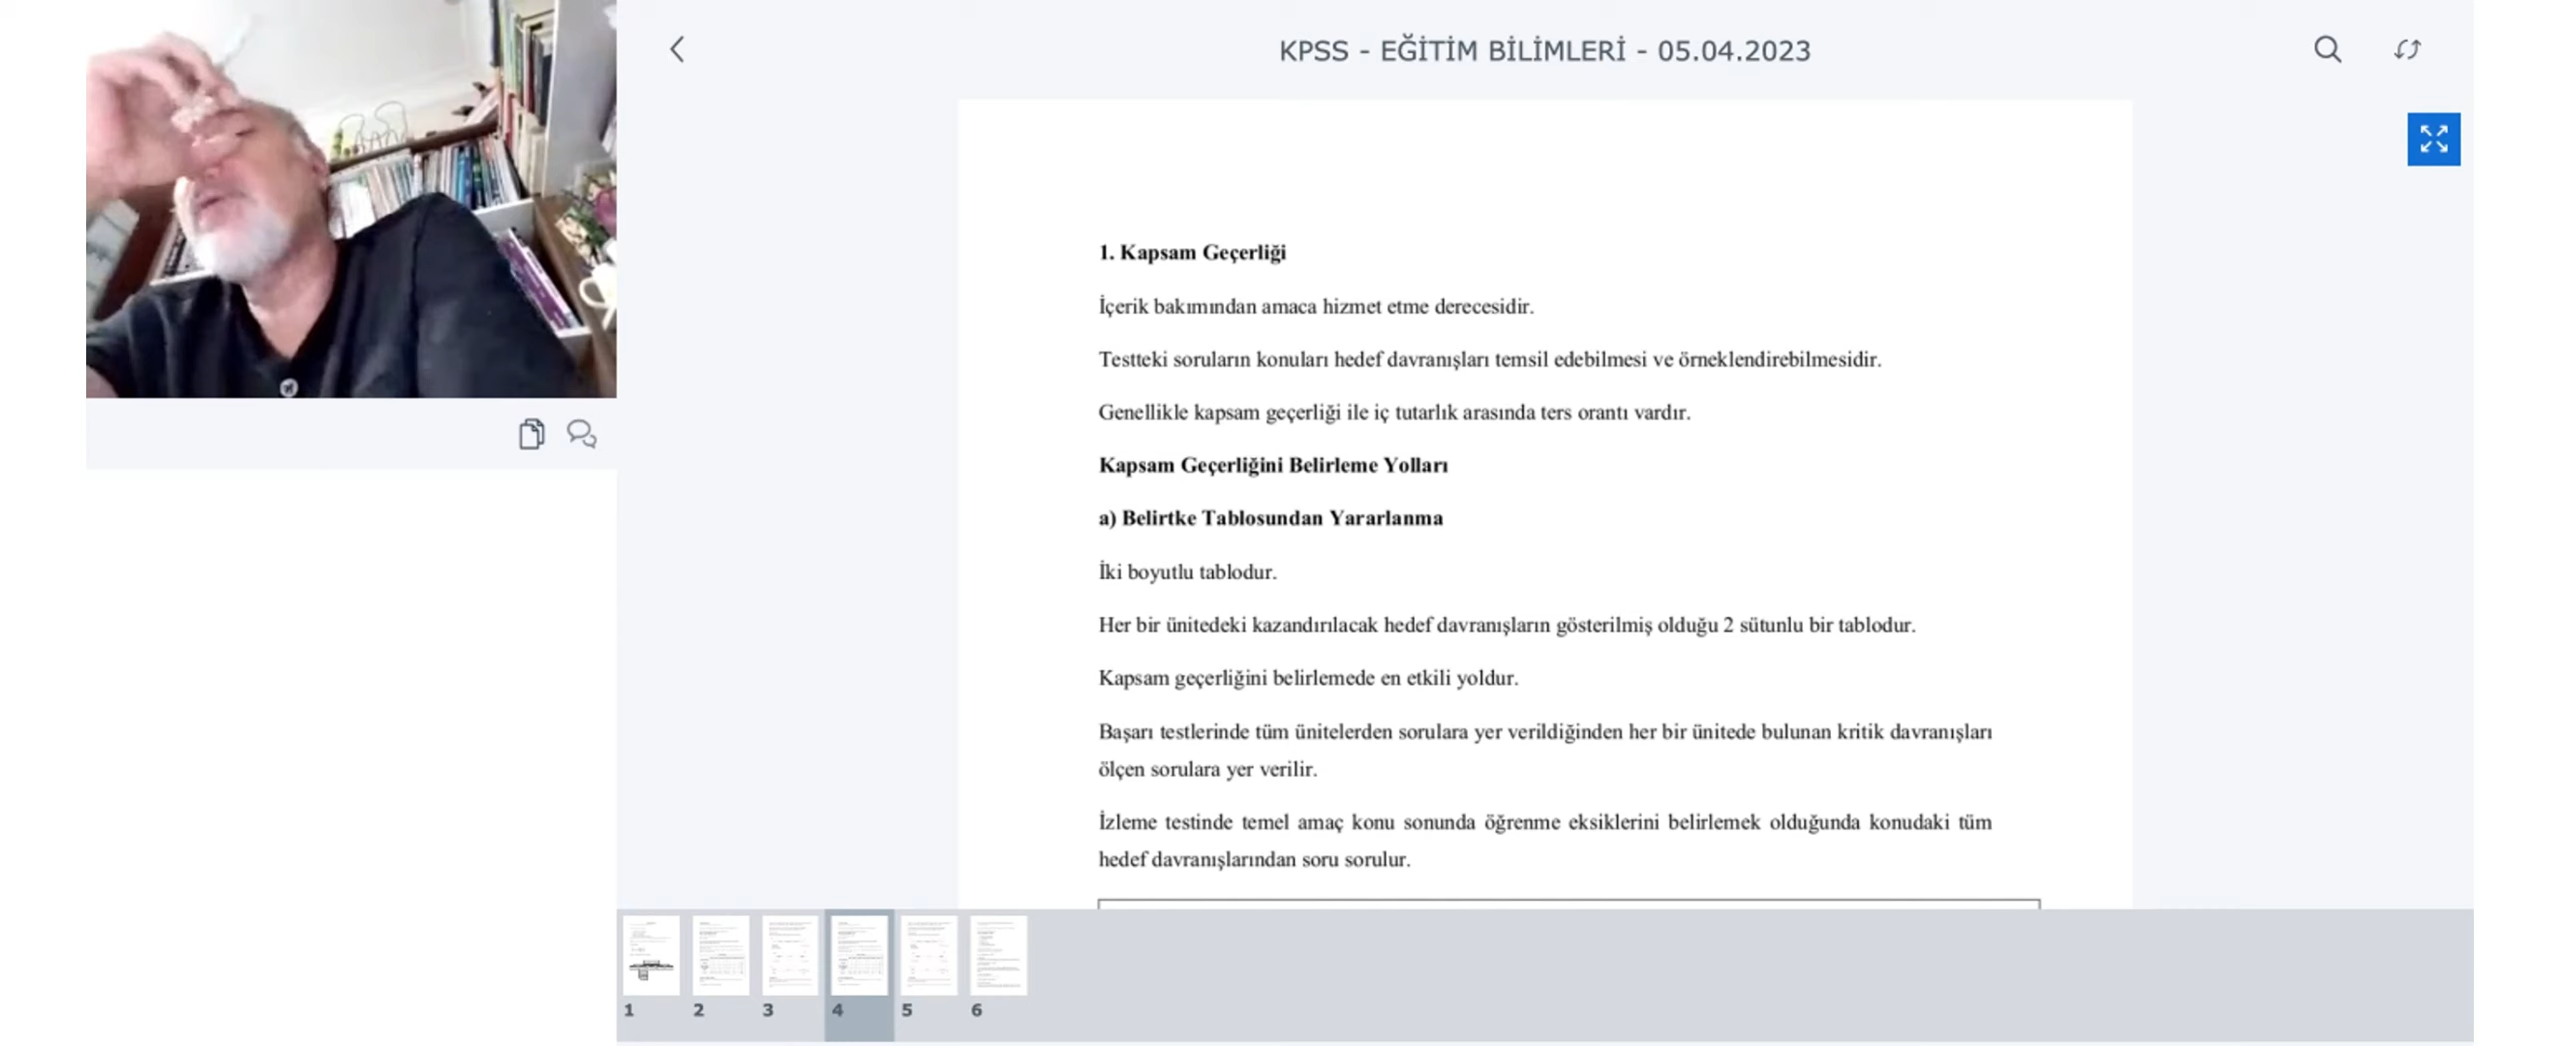 KPSS - EĞİTİM BİLİMLERİ - 05.04.2023
1. Kapsam Geçerliği
İçerik bakımından amaca hizmet etme derecesidir.
Testteki soruların konuları hedef davranışları temsil edebilmesi ve örneklendirebilmesidir.
Genellikle kapsam geçerliği ile iç tutarlık arasında ters orantı vardır.
Kapsam Geçerliğini Belirleme Yolları
a) Belirtke Tablosundan Yararlanma
İki boyutlu tablodur.
Her bir ünitedeki kazandırılacak hedef davranışların gösterilmiş olduğu 2 sütunlu bir tablodur.
Kapsam geçerliğini belirlemede en etkili yoldur.
Başarı testlerinde tüm ünitelerden sorulara yer verildiğinden her bir ünitede bulunan kritik davranışları
ölçen sorulara yer verilir.
İzleme testinde temel amaç konu sonunda öğrenme eksiklerini belirlemek olduğunda konudaki tüm
hedef davranışlarından soru sorulur.
1 2 3 4 5 6